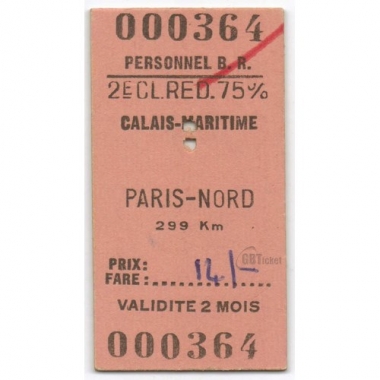 000364
PERSONNEL B.R.
2E CL.RED.75%
CALAIS-MARITIME
PARIS-NORD
299 Km
GBTicket
PRIX:
FARE: 14/-
VALIDITE 2 MOIS
000364